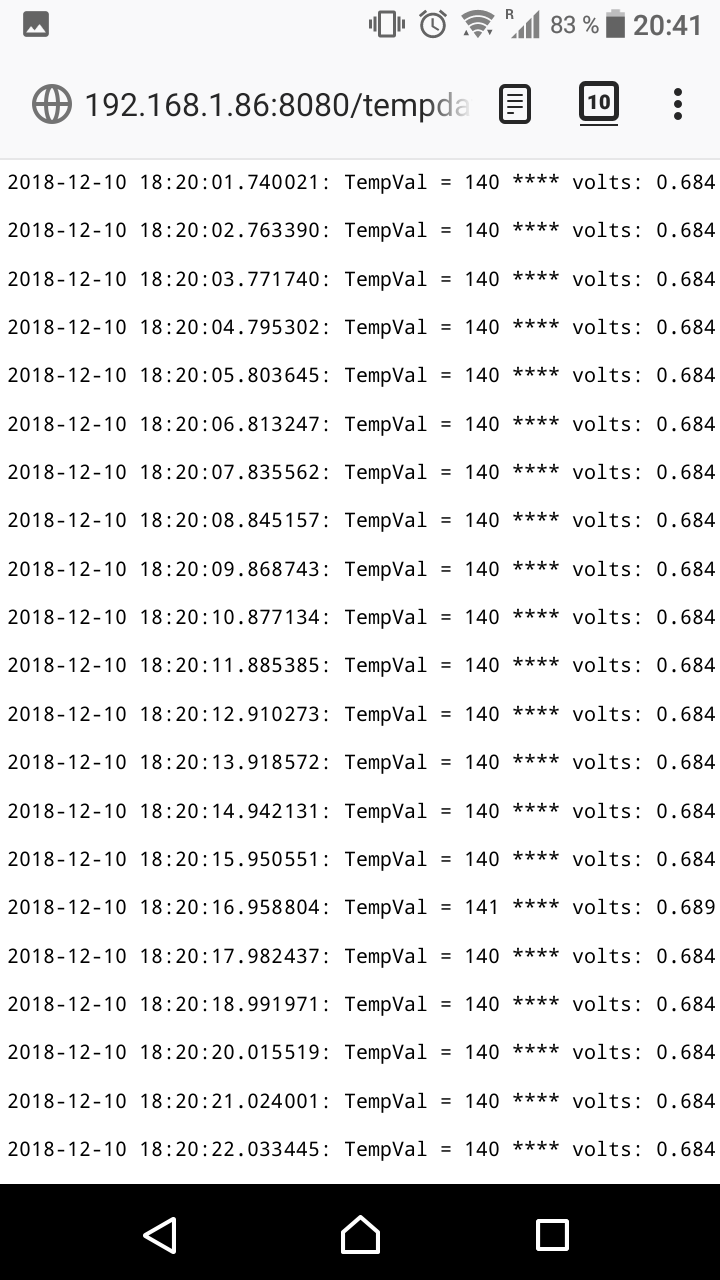 R 83 % 20:41
192.168.1.86:8080/tempda 10
2018-12-10 18:20:01.740021: TempVal = 140 **** volts: 0.684
2018-12-10 18:20:02.763390: TempVal = 140 **** volts: 0.684
2018-12-10 18:20:03.771740: TempVal = 140 **** volts: 0.684
2018-12-10 18:20:04.795302: TempVal = 140 **** volts: 0.684
2018-12-10 18:20:05.803645: TempVal = 140 **** volts: 0.684
2018-12-10 18:20:06.813247: TempVal = 140 **** volts: 0.684
2018-12-10 18:20:07.835562: TempVal = 140 **** volts: 0.684
2018-12-10 18:20:08.845157: TempVal = 140 **** volts: 0.684
2018-12-10 18:20:09.868743: TempVal = 140 **** volts: 0.684
2018-12-10 18:20:10.877134: TempVal = 140 **** volts: 0.684
2018-12-10 18:20:11.885385: TempVal = 140 **** volts: 0.684
2018-12-10 18:20:12.910273: TempVal = 140 **** volts: 0.684
2018-12-10 18:20:13.918572: TempVal = 140 **** volts: 0.684
2018-12-10 18:20:14.942131: TempVal = 140 **** volts: 0.684
2018-12-10 18:20:15.950551: TempVal = 140 **** volts: 0.684
2018-12-10 18:20:16.958804: TempVal = 141 **** volts: 0.689
2018-12-10 18:20:17.982437: TempVal = 140 **** volts: 0.684
2018-12-10 18:20:18.991971: TempVal = 140 **** volts: 0.684
2018-12-10 18:20:20.015519: TempVal = 140 **** volts: 0.684
2018-12-10 18:20:21.024001: TempVal = 140 **** volts: 0.684
2018-12-10 18:20:22.033445: TempVal = 140 **** volts: 0.684